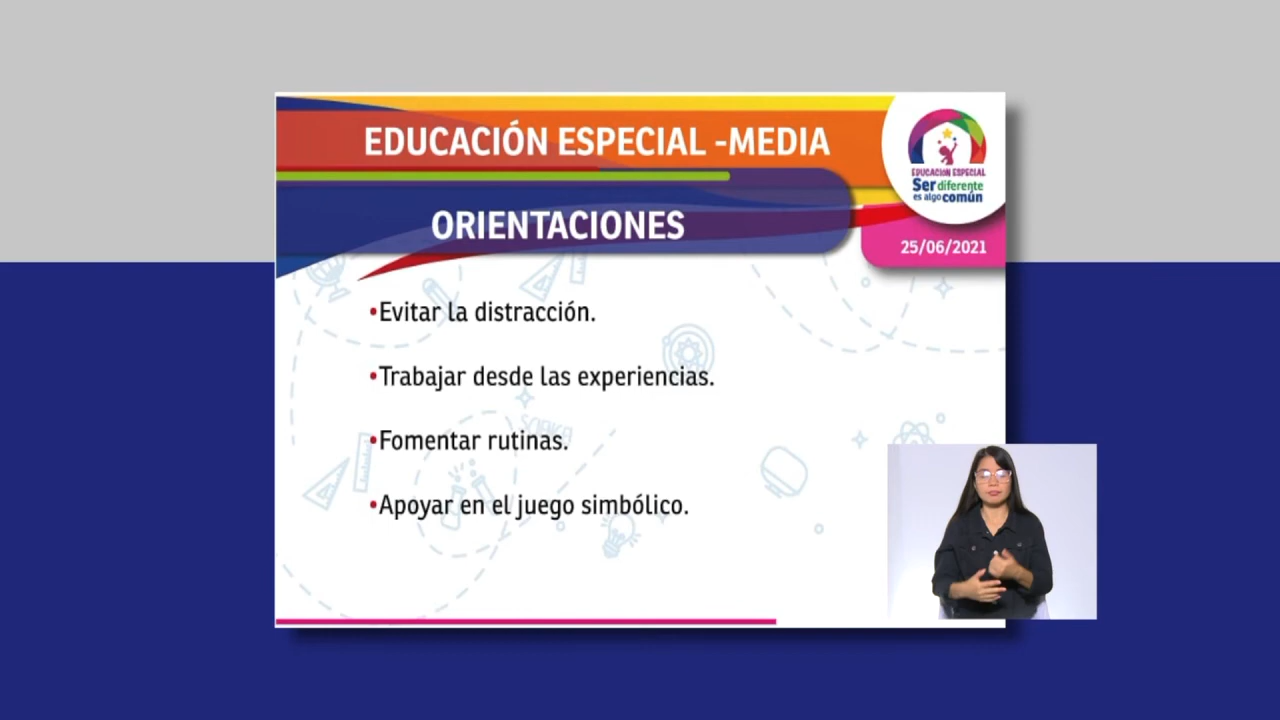 EDUCACIÓN ESPECIAL -MEDIA
EDUCACIÓN ESPECIAL
Ser diferente
es algo común
ORIENTACIONES
25/06/2021
•Evitar la distracción.
•Trabajar desde las experiencias.
•Fomentar rutinas.
•Apoyar en el juego simbólico.